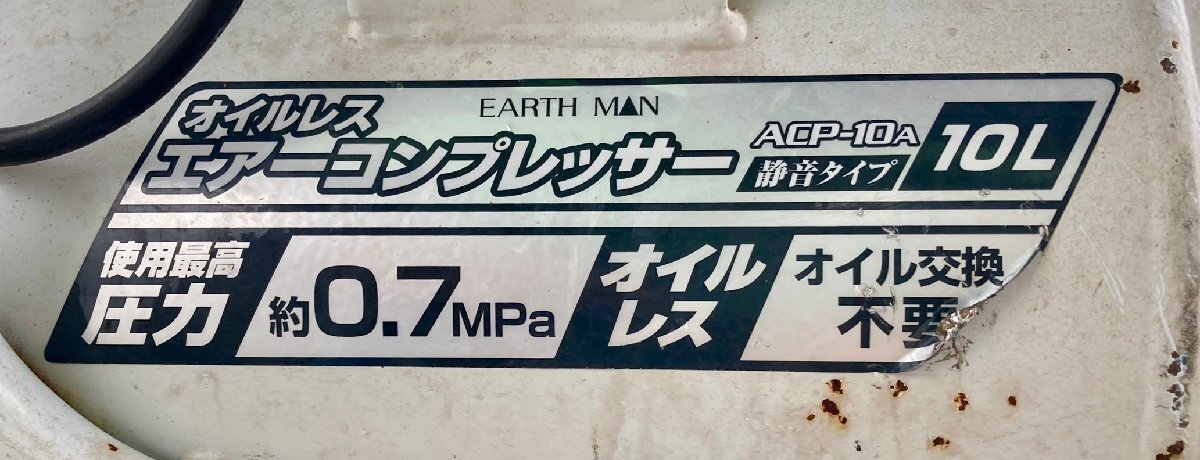 オイルレス
EARTH MAN
エアーコンプレッサー
ACP-10A
静音タイプ
10L
使用最高
圧力
約0.7MPa
オイル
レス
オイル交換
不要